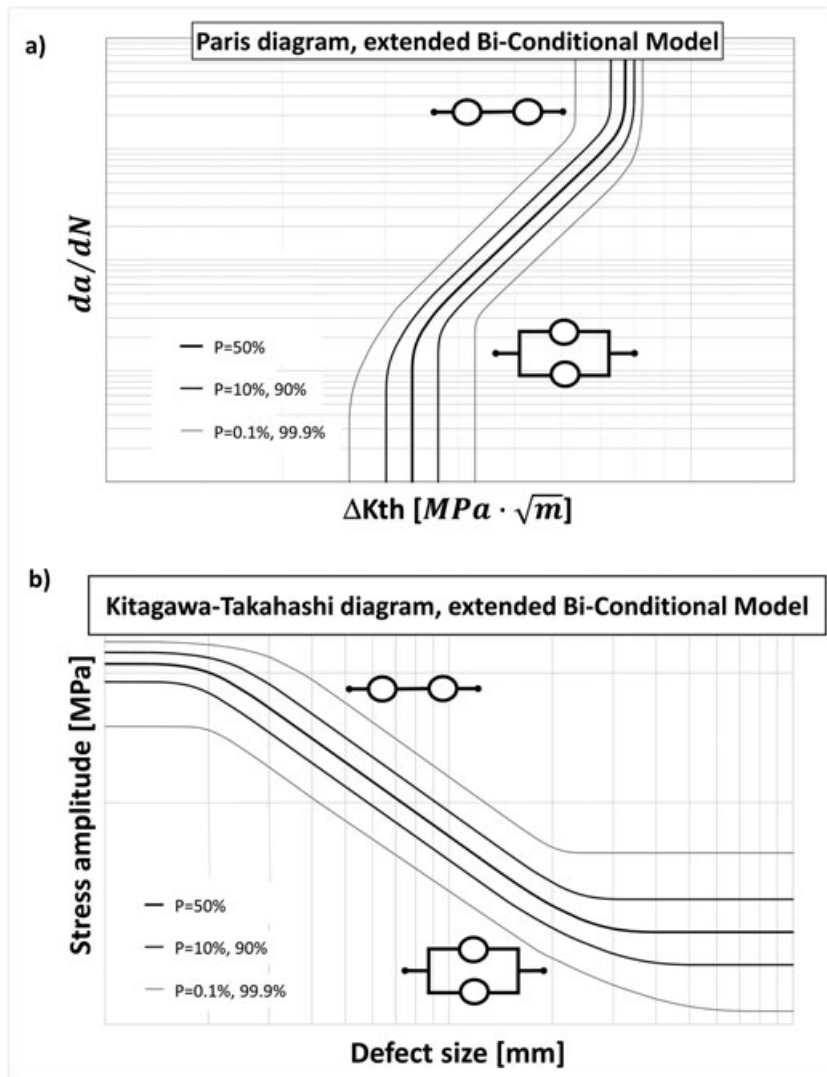 a)
Paris diagram, extended Bi-Conditional Model
da/dN
P=50%
P=10%, 90%
P=0.1%, 99.9%
ΔKth [MPa · √m]
b)
Kitagawa-Takahashi diagram, extended Bi-Conditional Model
Stress amplitude [MPa]
P=50%
P=10%, 90%
P=0.1%, 99.9%
Defect size [mm]